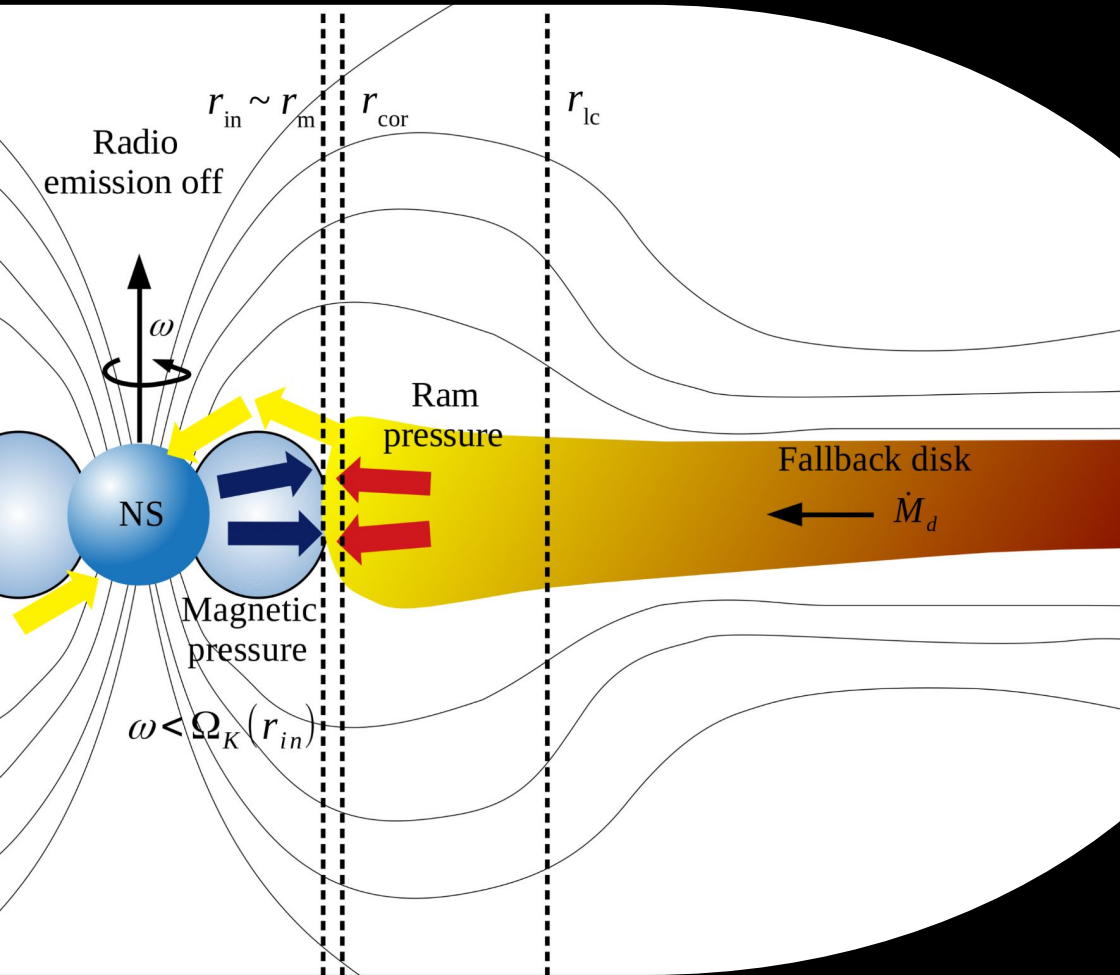 r_in ~ r_m
r_cor
r_lc
Radio
emission off
ω
Ram
pressure
Fallback disk
Ṁ_d
NS
Magnetic
pressure
ω < Ω_K (r_in)